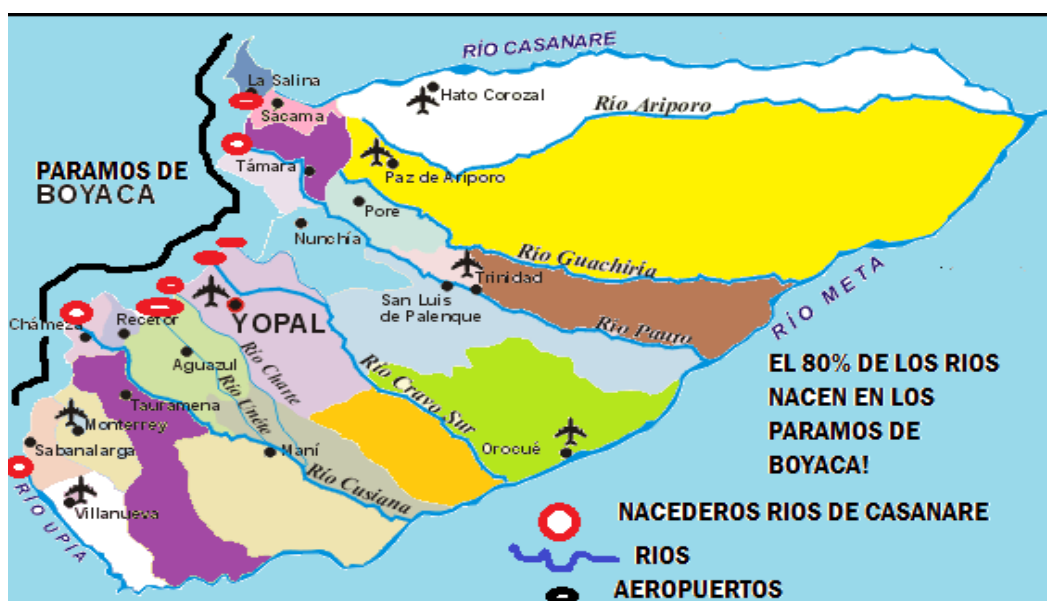 RÍO CASANARE
La Salina
Hato Corozal
Sácama
Río Ariporo
PARAMOS DE
BOYACA
Támara
Paz de Ariporo
Pore
Nunchía
Río Guachiría
Trinidad
San Luis
de Palenque
RÍO META
Río Pauto
Chámeza
Recetor
YOPAL
Aguazul
Río Charte
Río Unete
Río Cravo Sur
EL 80% DE LOS RIOS
NACEN EN LOS
PARAMOS DE
BOYACA!
Tauramena
Monterrey
Sabanalarga
Maní
Orocué
Río Cusiana
RÍO UPÍA
Villanueva
NACEDEROS RIOS DE CASANARE
RIOS
AEROPUERTOS